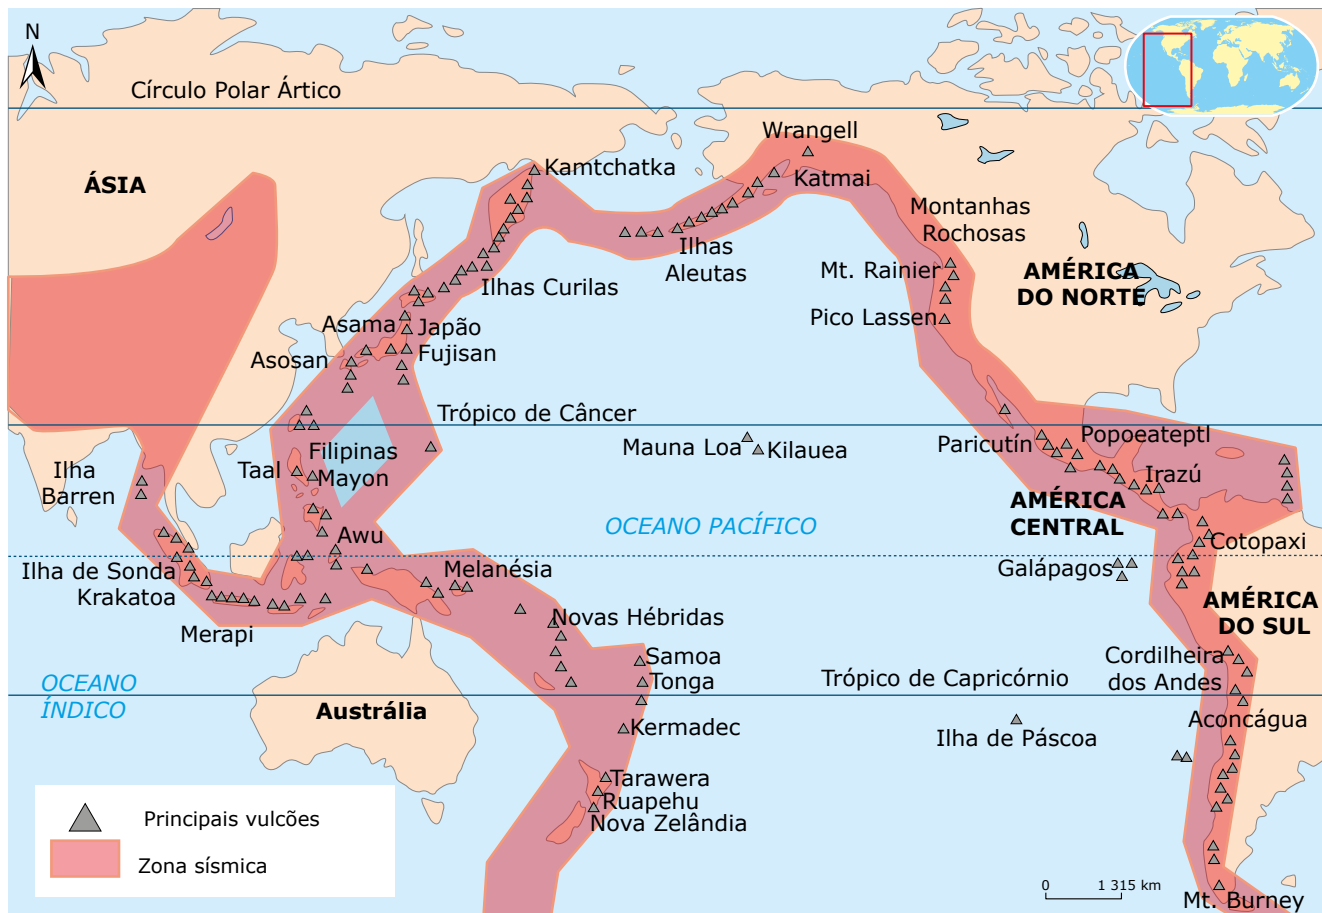 N
Círculo Polar Ártico
Wrangell
Kamtchatka
Katmai
ÁSIA
Montanhas
Rochosas
Ilhas
Aleutas
Mt. Rainier
AMÉRICA
DO NORTE
Ilhas Curilas
Pico Lassen
Asama
Japão
Asosan
Fujisan
Trópico de Câncer
Mauna Loa
Kilauea
Paricutín
Popoeateptl
Filipinas
Taal
Mayon
Ilha
Barren
Irazú
AMÉRICA
CENTRAL
OCEANO PACÍFICO
Awu
Cotopaxi
Ilha de Sonda
Krakatoa
Melanésia
Galápagos
AMÉRICA
DO SUL
Merapi
Novas Hébridas
Samoa
Cordilheira
dos Andes
OCEANO
ÍNDICO
Tonga
Trópico de Capricórnio
Austrália
Kermadec
Aconcágua
Ilha de Páscoa
Tarawera
Ruapehu
Nova Zelândia
Principais vulcões
Zona sísmica
0 1 315 km
Mt. Burney